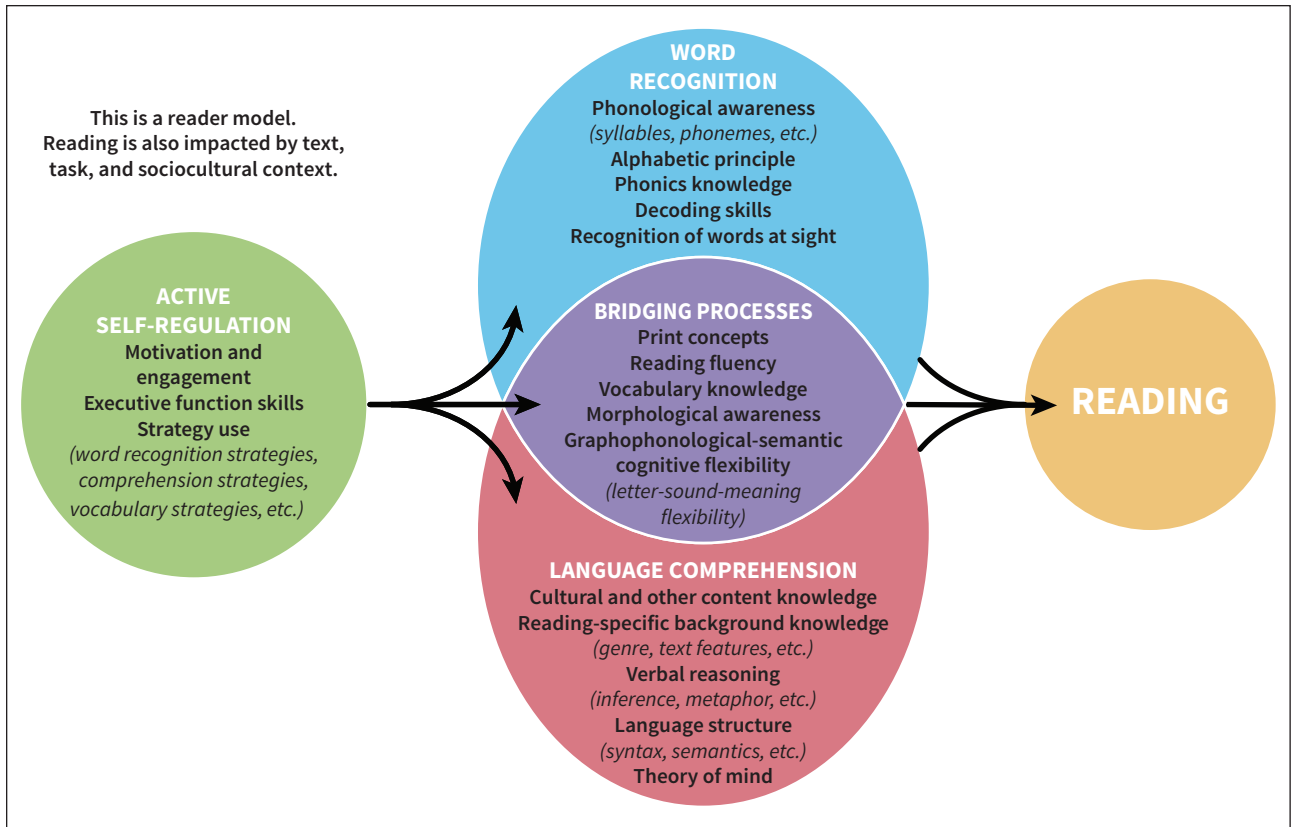 This is a reader model.
Reading is also impacted by text,
task, and sociocultural context.
ACTIVE
SELF-REGULATION
Motivation and
engagement
Executive function skills
Strategy use
(word recognition strategies,
comprehension strategies,
vocabulary strategies, etc.)
WORD
RECOGNITION
Phonological awareness
(syllables, phonemes, etc.)
Alphabetic principle
Phonics knowledge
Decoding skills
Recognition of words at sight
BRIDGING PROCESSES
Print concepts
Reading fluency
Vocabulary knowledge
Morphological awareness
Graphophonological-semantic
cognitive flexibility
(letter-sound-meaning
flexibility)
LANGUAGE COMPREHENSION
Cultural and other content knowledge
Reading-specific background knowledge
(genre, text features, etc.)
Verbal reasoning
(inference, metaphor, etc.)
Language structure
(syntax, semantics, etc.)
Theory of mind
READING